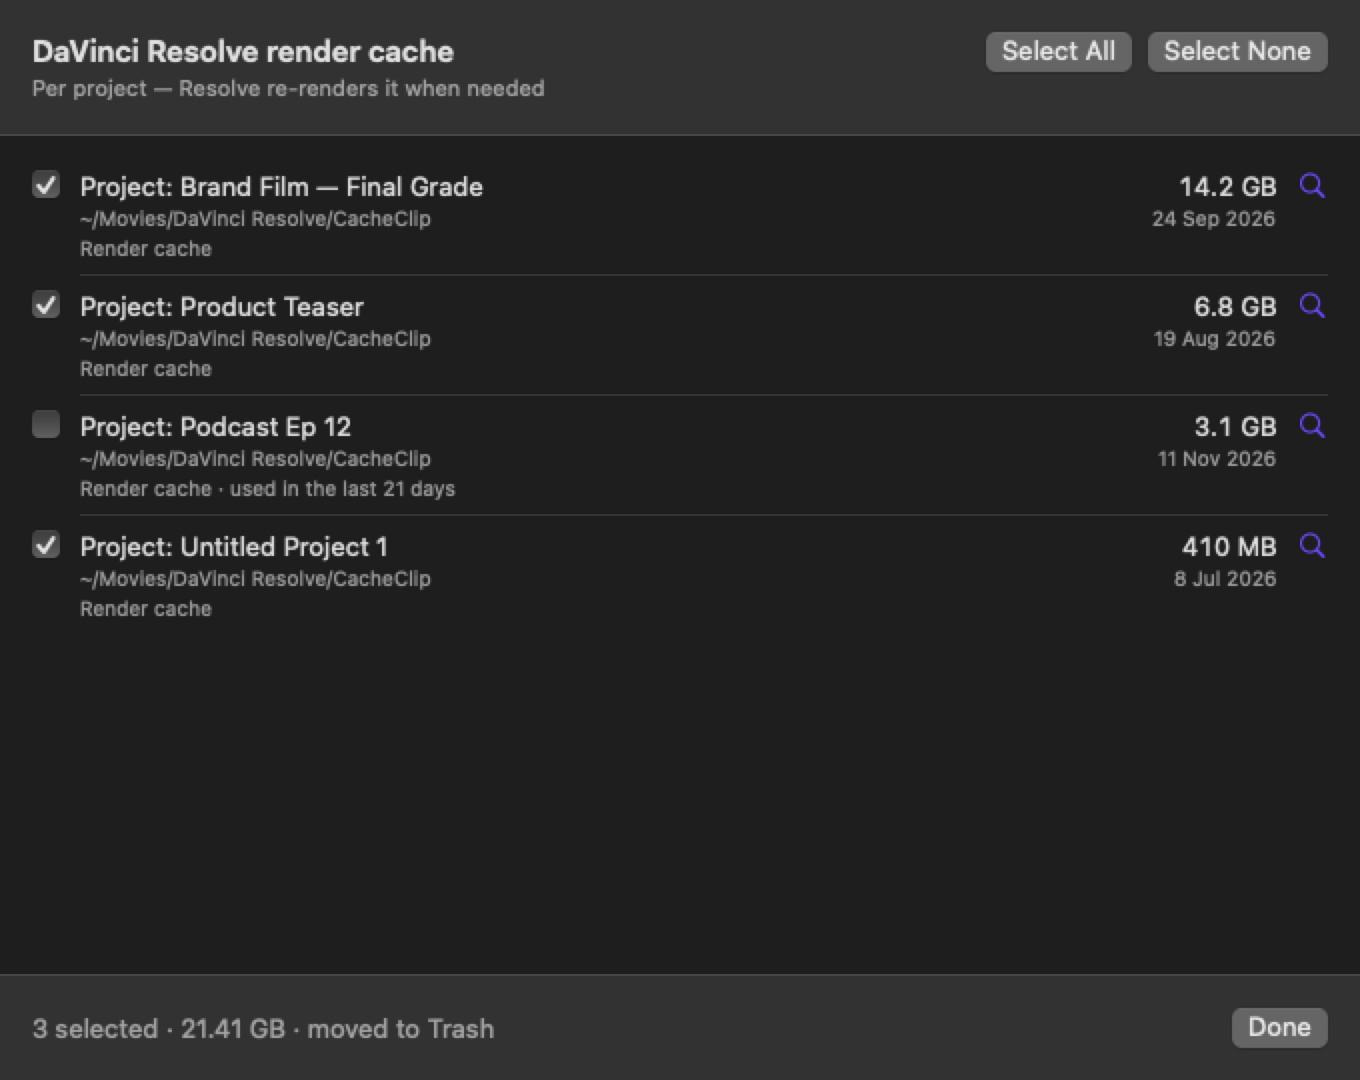 DaVinci Resolve render cache
Select All
Select None
Per project — Resolve re-renders it when needed
Project: Brand Film — Final Grade
14.2 GB
~/Movies/DaVinci Resolve/CacheClip
24 Sep 2026
Render cache
Project: Product Teaser
6.8 GB
~/Movies/DaVinci Resolve/CacheClip
19 Aug 2026
Render cache
Project: Podcast Ep 12
3.1 GB
~/Movies/DaVinci Resolve/CacheClip
11 Nov 2026
Render cache · used in the last 21 days
Project: Untitled Project 1
410 MB
~/Movies/DaVinci Resolve/CacheClip
8 Jul 2026
Render cache
3 selected · 21.41 GB · moved to Trash
Done